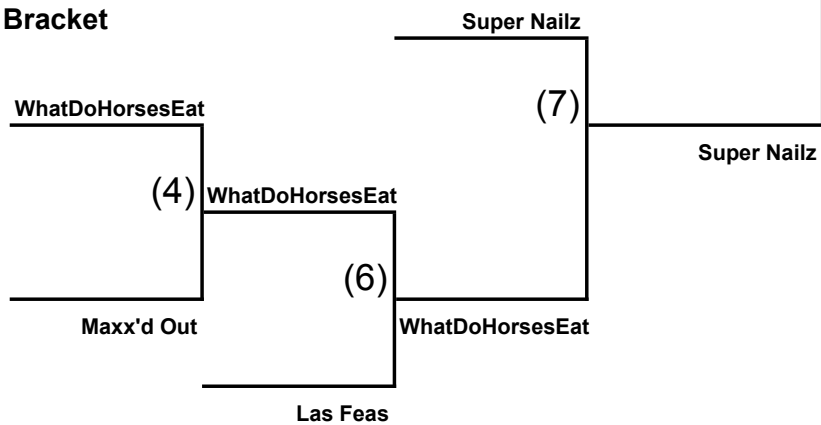 Bracket
Super Nailz
WhatDoHorsesEat
(7)
Super Nailz
(4)
WhatDoHorsesEat
(6)
Maxx'd Out
WhatDoHorsesEat
Las Feas